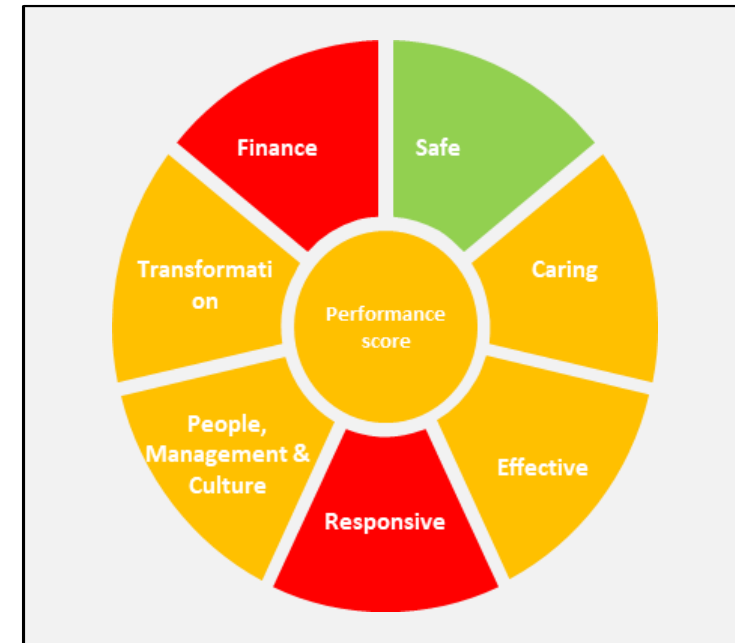 Finance
Safe
Transformati
on
Caring
Performance
score
People,
Management &
Culture
Effective
Responsive